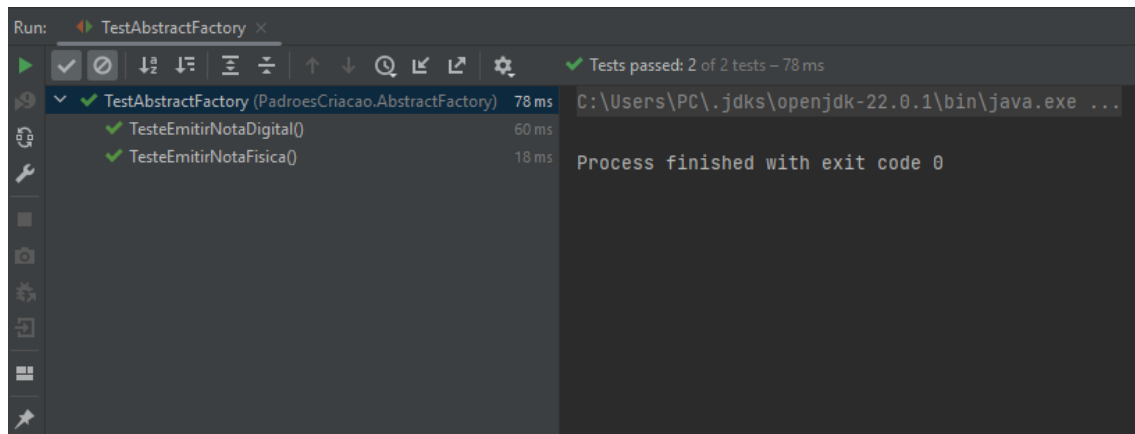 Run: TestAbstractFactory
Tests passed: 2 of 2 tests – 78 ms
TestAbstractFactory (PadroesCriacao.AbstractFactory) 78 ms
TesteEmitirNotaDigital() 60 ms
TesteEmitirNotaFisica() 18 ms
C:\Users\PC\.jdks\openjdk-22.0.1\bin\java.exe ...
Process finished with exit code 0